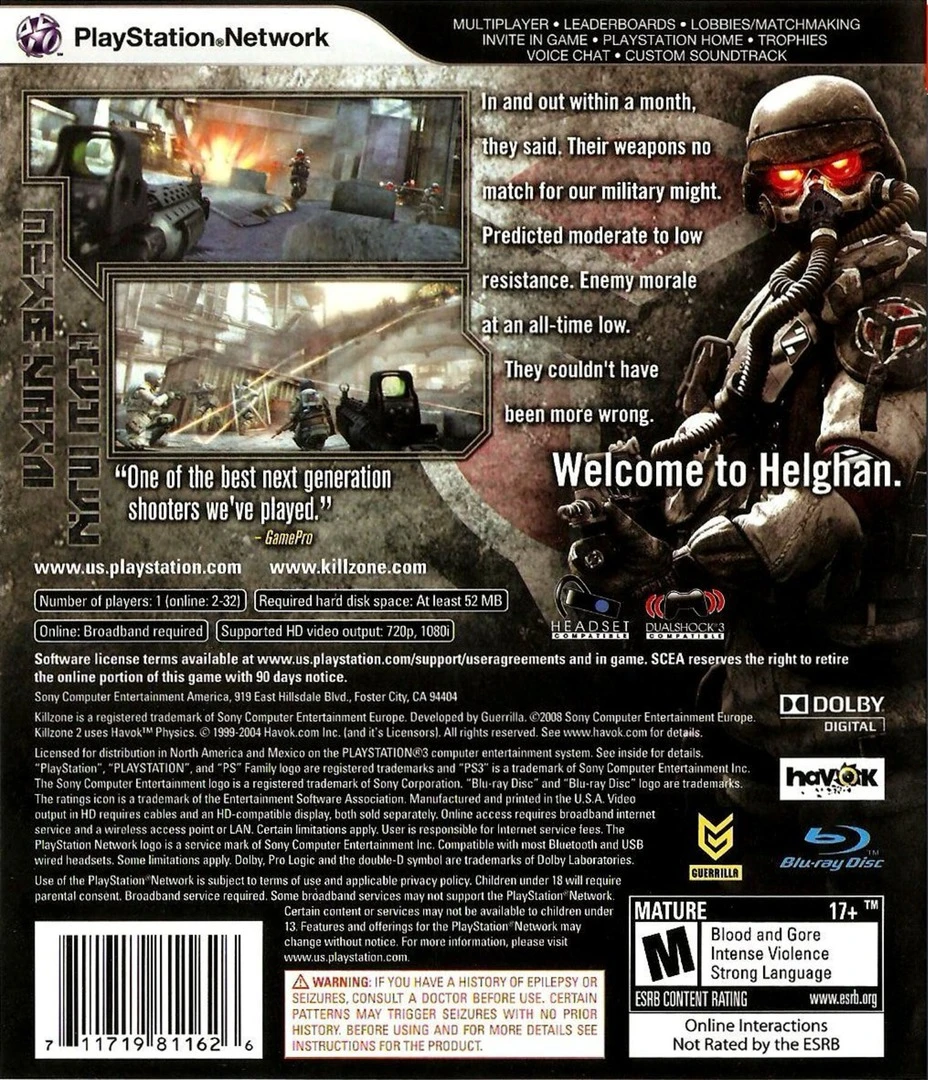 PlayStation®Network
MULTIPLAYER • LEADERBOARDS • LOBBIES/MATCHMAKING
INVITE IN GAME • PLAYSTATION HOME • TROPHIES
VOICE CHAT • CUSTOM SOUNDTRACK
In and out within a month,
they said. Their weapons no
match for our military might.
Predicted moderate to low
resistance. Enemy morale
at an all-time low.
They couldn't have
been more wrong.
Welcome to Helghan.
“One of the best next generation
shooters we've played.”
– GamePro
www.us.playstation.com www.killzone.com
Number of players: 1 (online: 2-32) Required hard disk space: At least 52 MB
Online: Broadband required Supported HD video output: 720p, 1080i
HEADSET
COMPATIBLE
DUALSHOCK®3
COMPATIBLE
Software license terms available at www.us.playstation.com/support/useragreements and in game. SCEA reserves the right to retire
the online portion of this game with 90 days notice.
Sony Computer Entertainment America, 919 East Hillsdale Blvd., Foster City, CA 94404
Killzone is a registered trademark of Sony Computer Entertainment Europe. Developed by Guerrilla. ©2008 Sony Computer Entertainment Europe.
Killzone 2 uses Havok™ Physics. © 1999-2004 Havok.com Inc. (and it's Licensors). All rights reserved. See www.havok.com for details.
Licensed for distribution in North America and Mexico on the PLAYSTATION®3 computer entertainment system. See inside for details.
“PlayStation”, “PLAYSTATION”, and “PS” Family logo are registered trademarks and “PS3” is a trademark of Sony Computer Entertainment Inc.
The Sony Computer Entertainment logo is a registered trademark of Sony Corporation. “Blu-ray Disc” and “Blu-ray Disc” logo are trademarks.
The ratings icon is a trademark of the Entertainment Software Association. Manufactured and printed in the U.S.A. Video
output in HD requires cables and an HD-compatible display, both sold separately. Online access requires broadband internet
service and a wireless access point or LAN. Certain limitations apply. User is responsible for Internet service fees. The
PlayStation Network logo is a service mark of Sony Computer Entertainment Inc. Compatible with most Bluetooth and USB
wired headsets. Some limitations apply. Dolby, Pro Logic and the double-D symbol are trademarks of Dolby Laboratories.
Use of the PlayStation®Network is subject to terms of use and applicable privacy policy. Children under 18 will require
parental consent. Broadband service required. Some broadband services may not support the PlayStation®Network.
Certain content or services may not be available to children under
13. Features and offerings for the PlayStation®Network may
change without notice. For more information, please visit
www.us.playstation.com.
DOLBY
DIGITAL
havok
GUERRILLA
Blu-ray Disc™
7 11719 81162 6
WARNING: IF YOU HAVE A HISTORY OF EPILEPSY OR
SEIZURES, CONSULT A DOCTOR BEFORE USE. CERTAIN
PATTERNS MAY TRIGGER SEIZURES WITH NO PRIOR
HISTORY. BEFORE USING AND FOR MORE DETAILS SEE
INSTRUCTIONS FOR THE PRODUCT.
MATURE 17+ ™
M
Blood and Gore
Intense Violence
Strong Language
ESRB CONTENT RATING www.esrb.org
Online Interactions
Not Rated by the ESRB